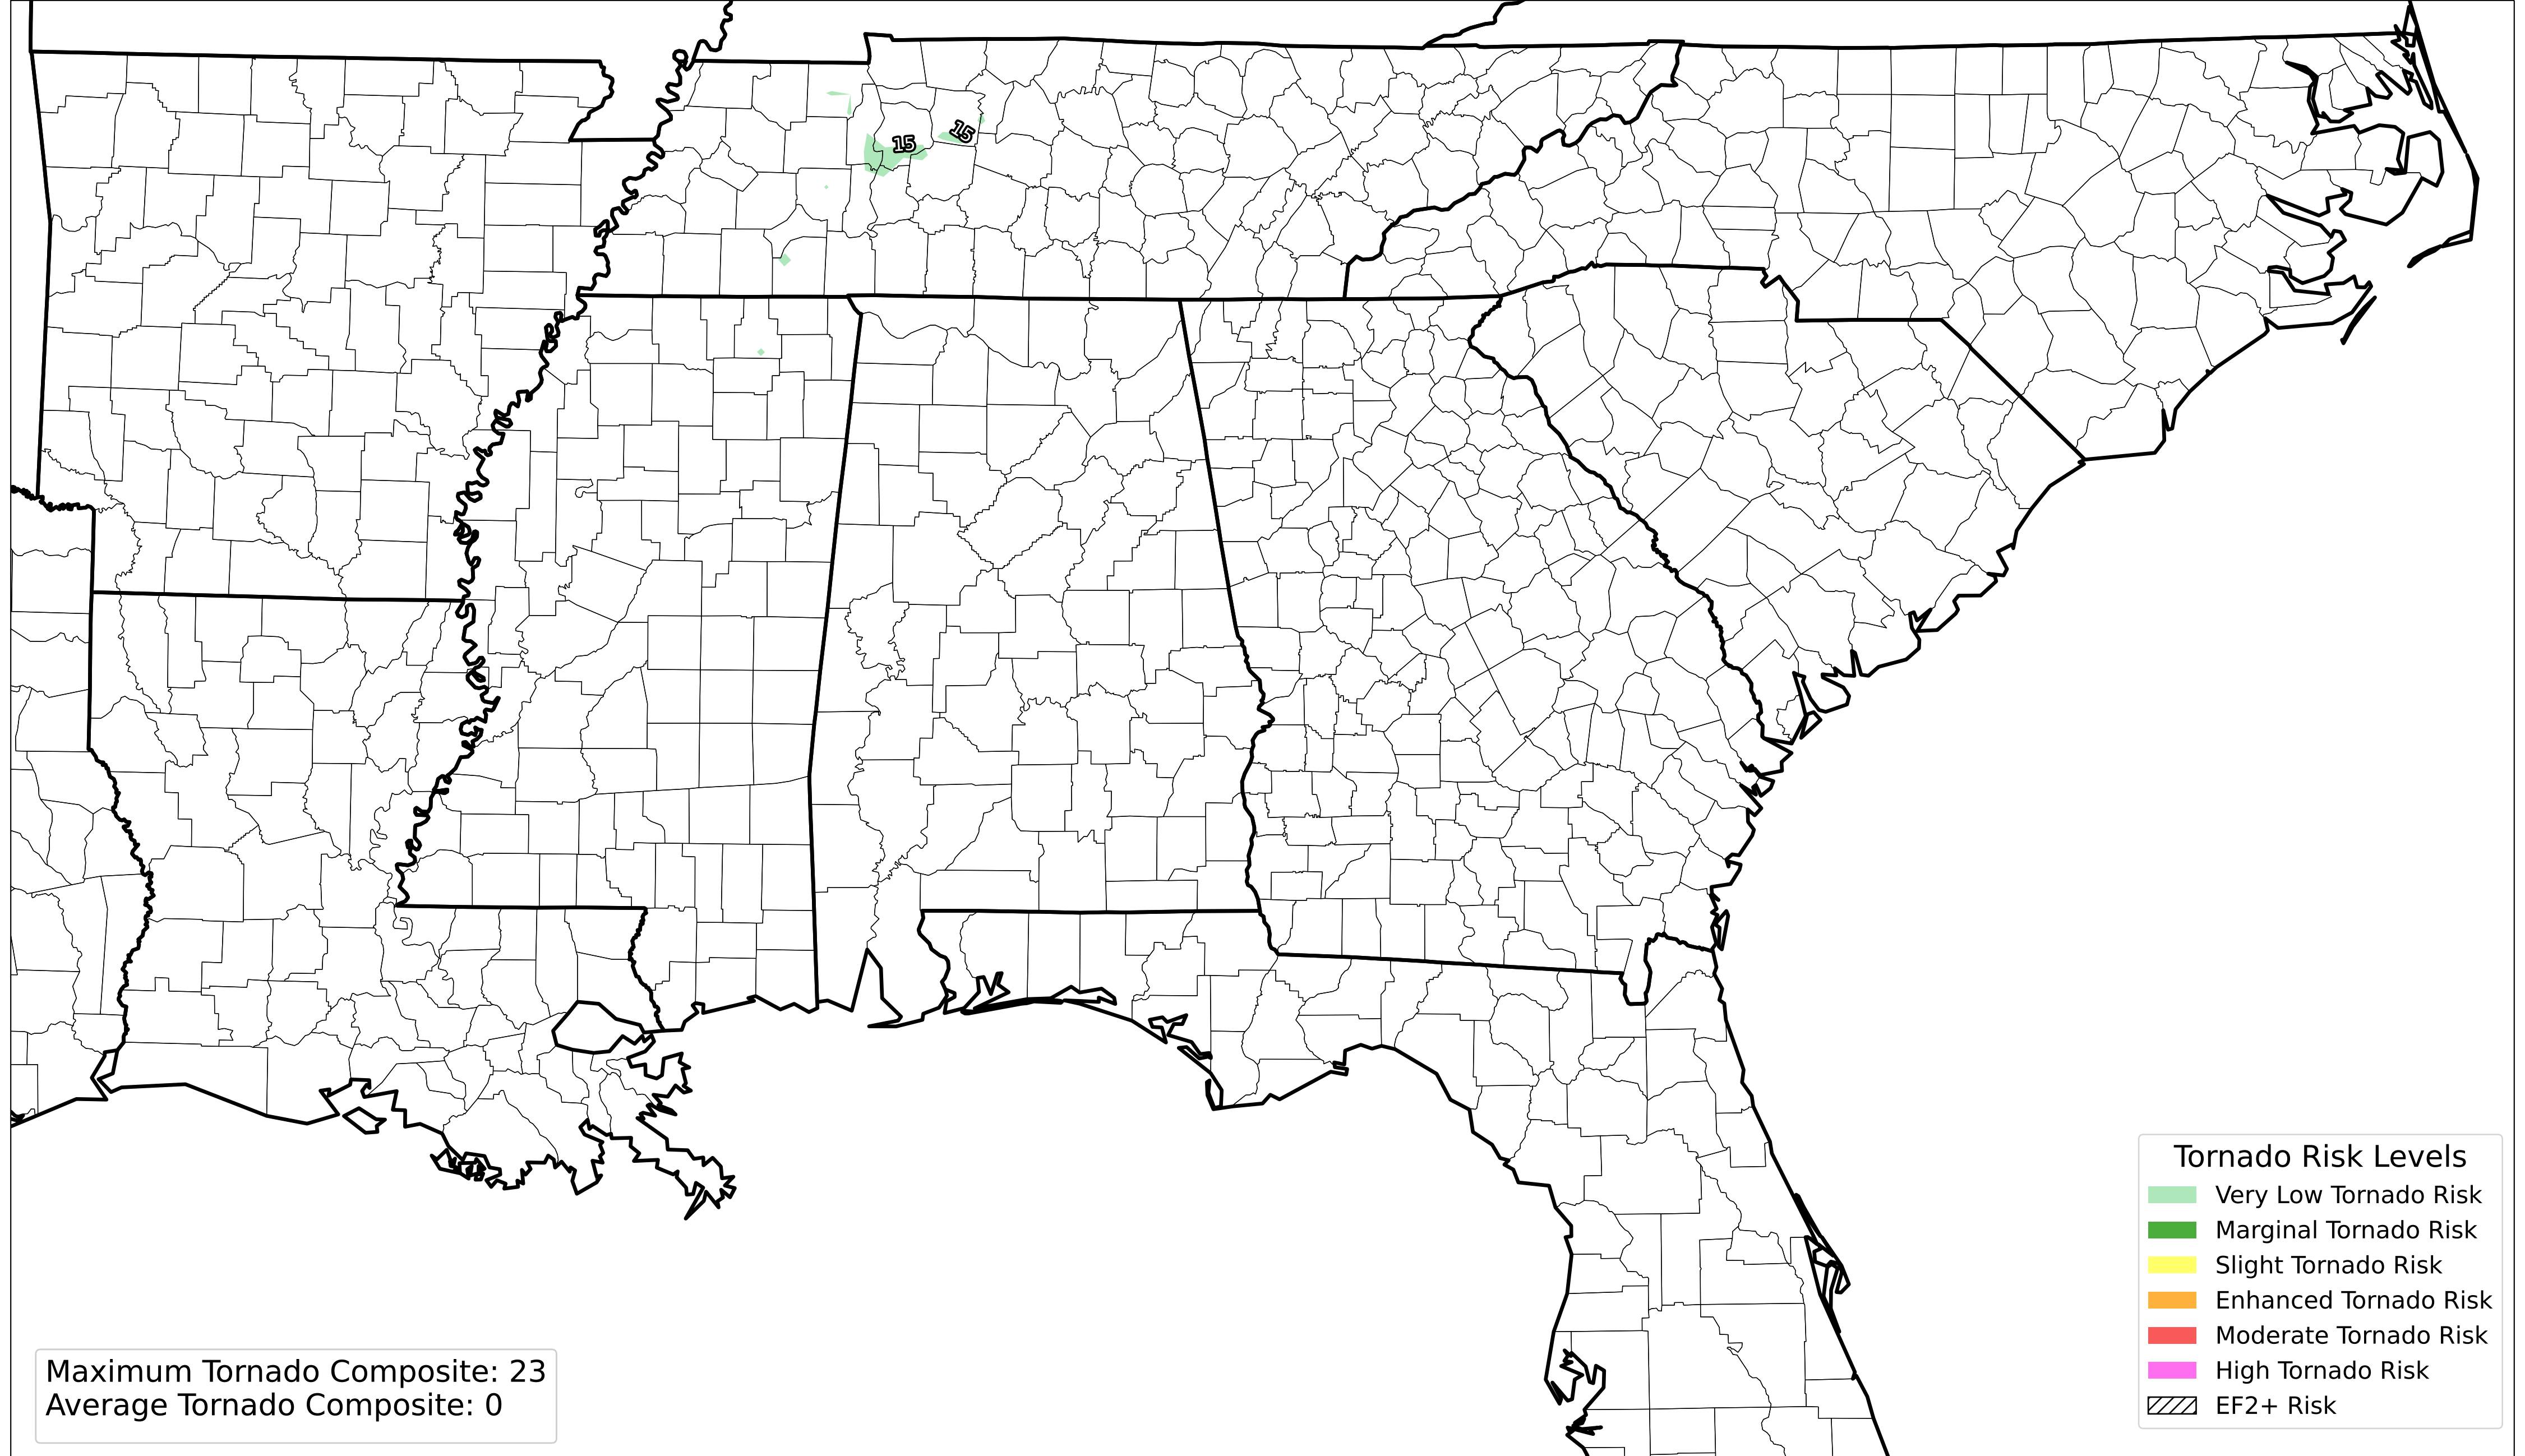 15
15
Tornado Risk Levels
Very Low Tornado Risk
Marginal Tornado Risk
Slight Tornado Risk
Enhanced Tornado Risk
Moderate Tornado Risk
High Tornado Risk
EF2+ Risk
Maximum Tornado Composite: 23
Average Tornado Composite: 0